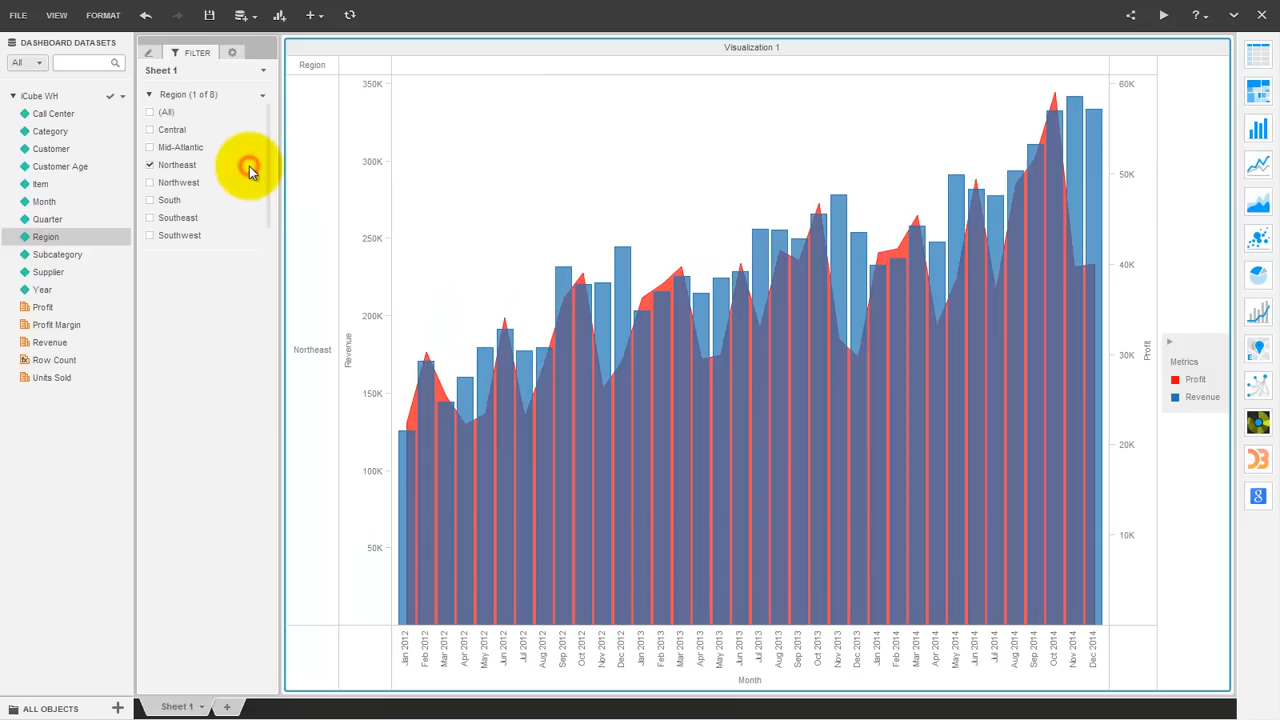 FILE VIEW FORMAT ?
DASHBOARD DATASETS
All
iCube WH
Call Center
Category
Customer
Customer Age
Item
Month
Quarter
Region
Subcategory
Supplier
Year
Profit
Profit Margin
Revenue
Row Count
Units Sold
ALL OBJECTS
FILTER
Sheet 1
Region (1 of 8)
(All)
Central
Mid-Atlantic
Northeast
Northwest
South
Southeast
Southwest
Visualization 1
Region
Northeast
Revenue
350K
300K
250K
200K
150K
100K
50K
60K
50K
40K
30K
20K
10K
Profit
Jan 2012
Feb 2012
Mar 2012
Apr 2012
May 2012
Jun 2012
Jul 2012
Aug 2012
Sep 2012
Oct 2012
Nov 2012
Dec 2012
Jan 2013
Feb 2013
Mar 2013
Apr 2013
May 2013
Jun 2013
Jul 2013
Aug 2013
Sep 2013
Oct 2013
Nov 2013
Dec 2013
Jan 2014
Feb 2014
Mar 2014
Apr 2014
May 2014
Jun 2014
Jul 2014
Aug 2014
Sep 2014
Oct 2014
Nov 2014
Dec 2014
Month
Metrics
Profit
Revenue
E
D3
8
Sheet 1